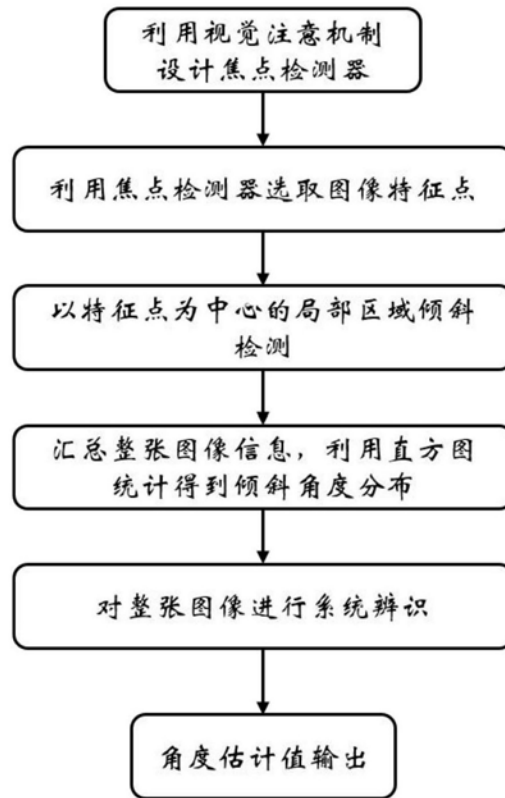 利用视觉注意机制
设计焦点检测器
利用焦点检测器选取图像特征点
以特征点为中心的局部区域倾斜
检测
汇总整张图像信息，利用直方图
统计得到倾斜角度分布
对整张图像进行系统辨识
角度估计值输出